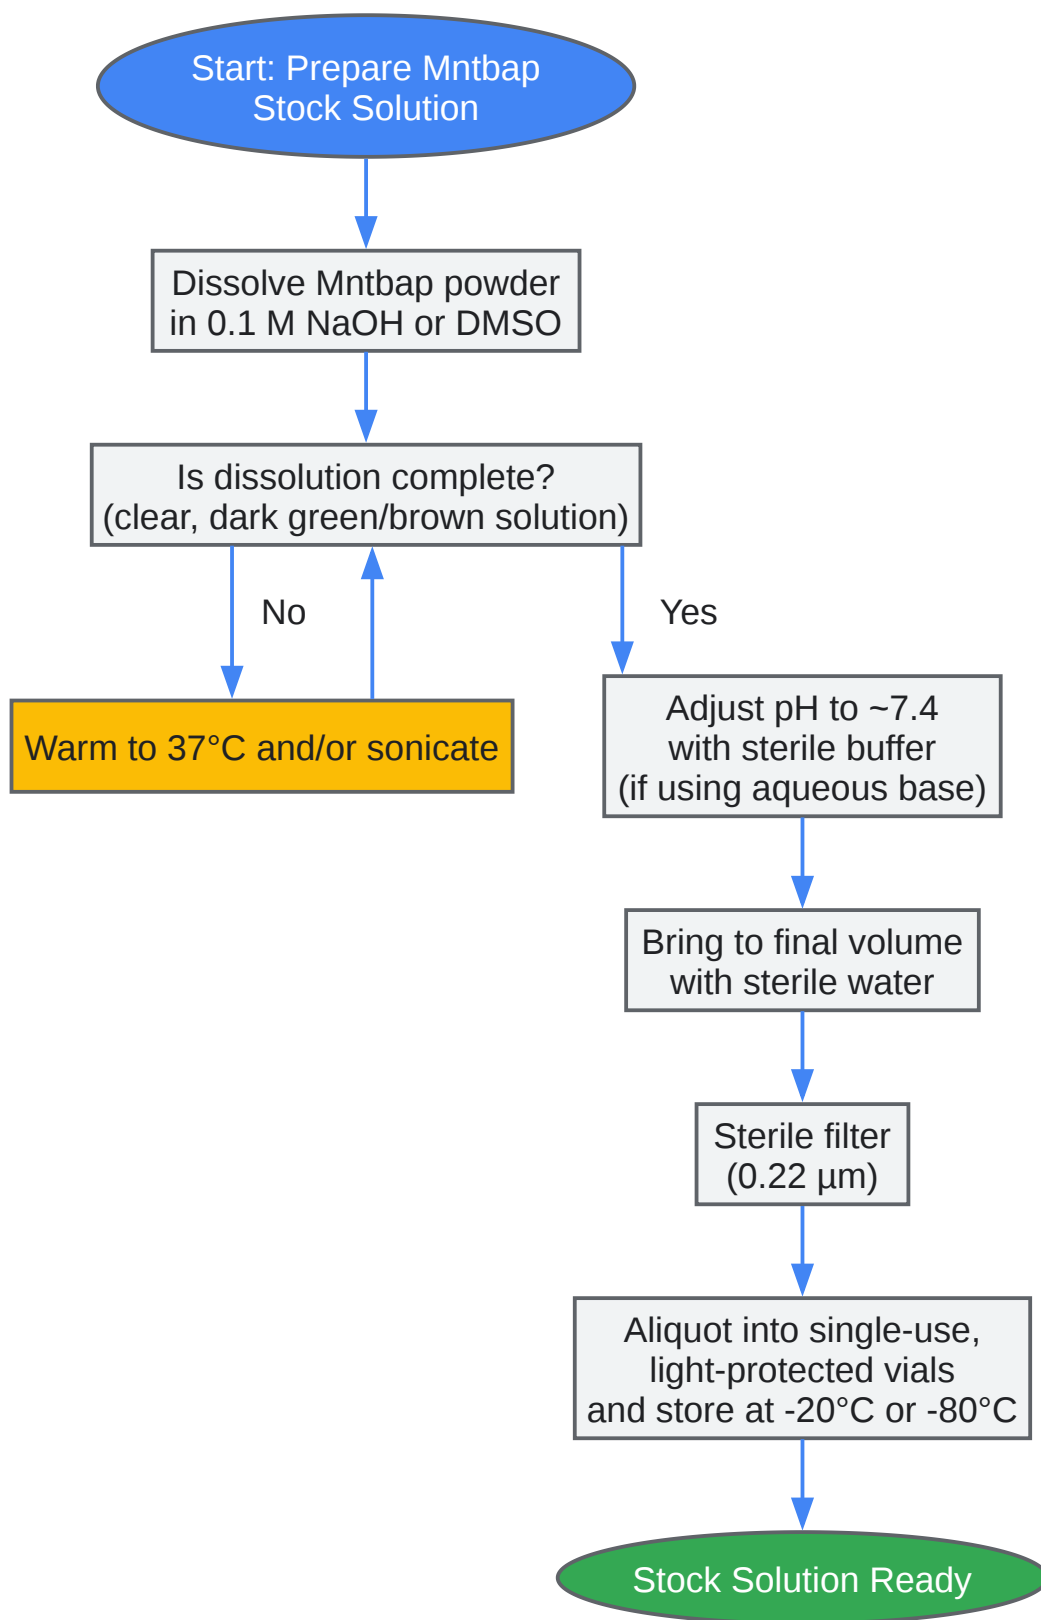 Start: Prepare Mntbap
Stock Solution
Dissolve Mntbap powder
in 0.1 M NaOH or DMSO
Is dissolution complete?
(clear, dark green/brown solution)
No
Yes
Warm to 37°C and/or sonicate
Adjust pH to ~7.4
with sterile buffer
(if using aqueous base)
Bring to final volume
with sterile water
Sterile filter
(0.22 µm)
Aliquot into single-use,
light-protected vials
and store at -20°C or -80°C
Stock Solution Ready